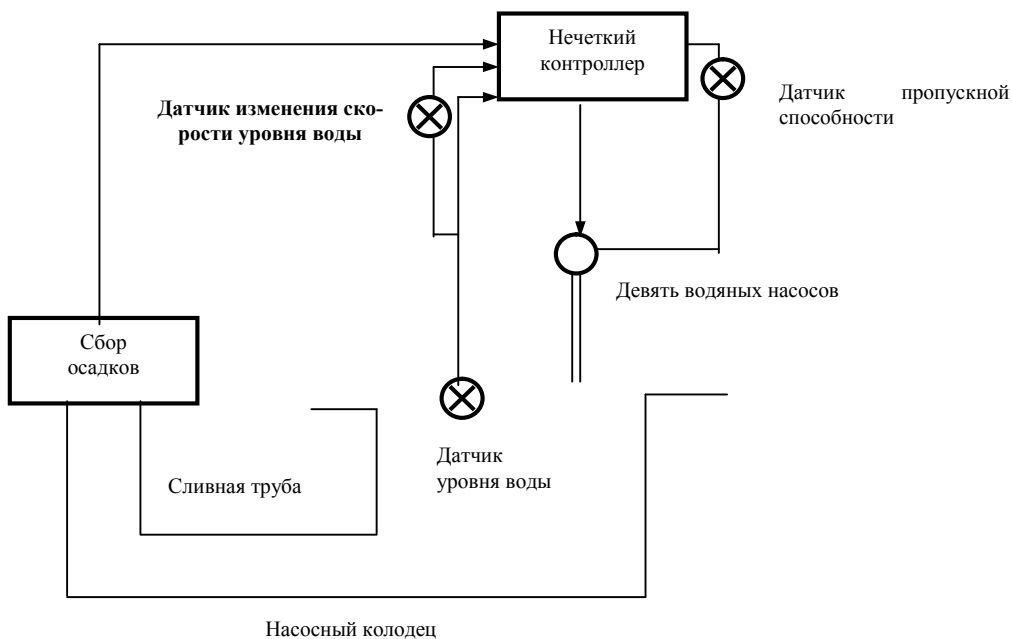 Нечеткий
контроллер
Датчик изменения ско-
рости уровня воды
Датчик пропускной
способности
Девять водяных насосов
Сбор
осадков
Датчик
уровня воды
Сливная труба
Насосный колодец